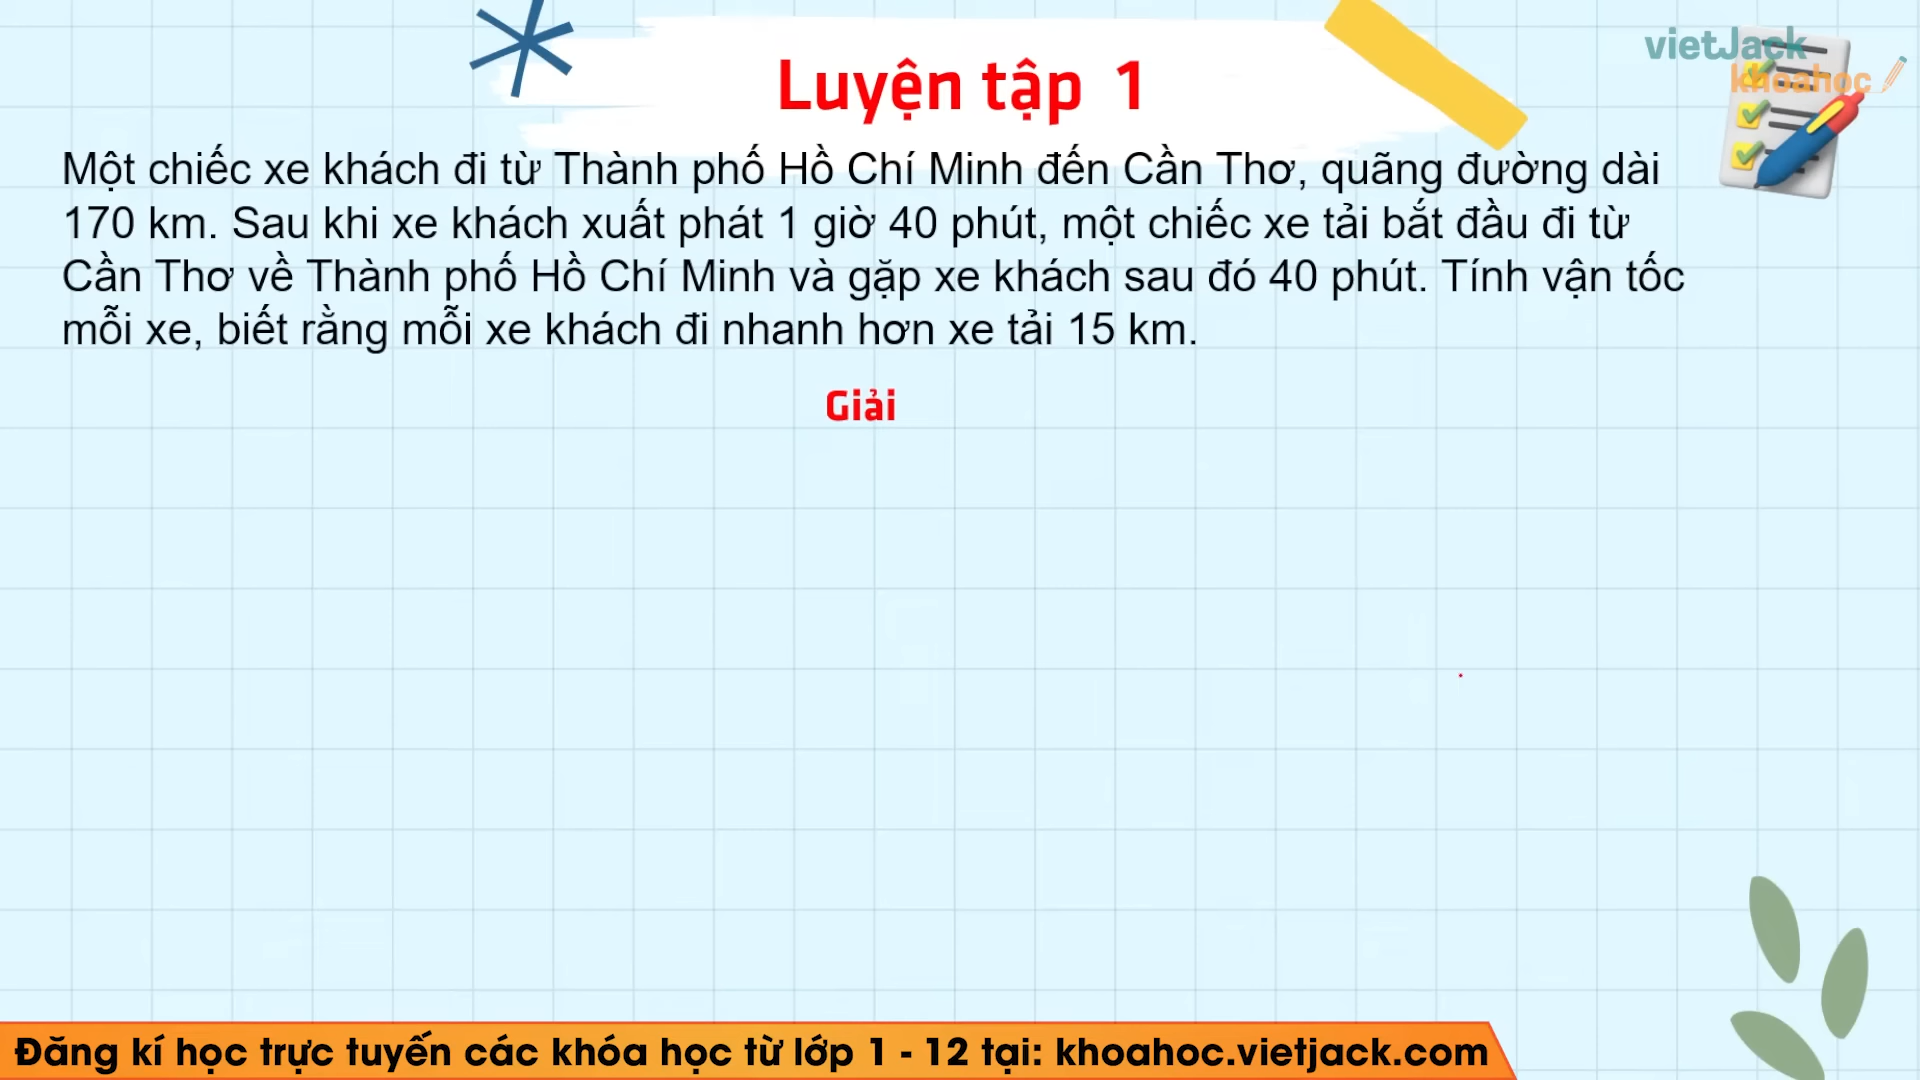 vietJack
khoahoc
Luyện tập 1
Một chiếc xe khách đi từ Thành phố Hồ Chí Minh đến Cần Thơ, quãng đường dài
170 km. Sau khi xe khách xuất phát 1 giờ 40 phút, một chiếc xe tải bắt đầu đi từ
Cần Thơ về Thành phố Hồ Chí Minh và gặp xe khách sau đó 40 phút. Tính vận tốc
mỗi xe, biết rằng mỗi xe khách đi nhanh hơn xe tải 15 km.
Giải
Đăng kí học trực tuyến các khóa học từ lớp 1 - 12 tại: khoahoc.vietjack.com